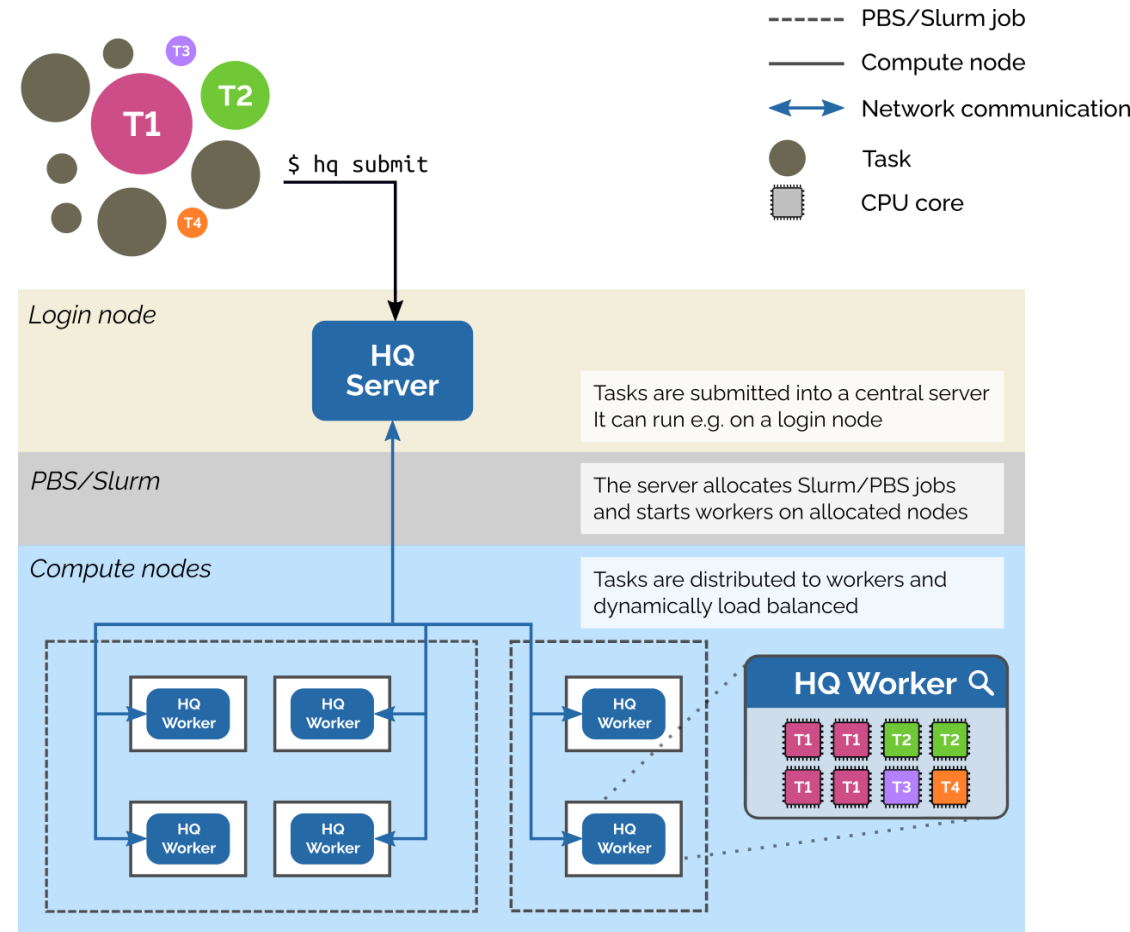 PBS/Slurm job
Compute node
Network communication
Task
CPU core
T3
T2
T1
T4
$ hq submit
Login node
HQ
Server
Tasks are submitted into a central server
It can run e.g. on a login node
PBS/Slurm
The server allocates Slurm/PBS jobs
and starts workers on allocated nodes
Compute nodes
Tasks are distributed to workers and
dynamically load balanced
HQ
Worker
HQ
Worker
HQ
Worker
HQ
Worker
HQ
Worker
HQ
Worker
HQ Worker
T1 T1 T2 T2
T1 T1 T3 T4